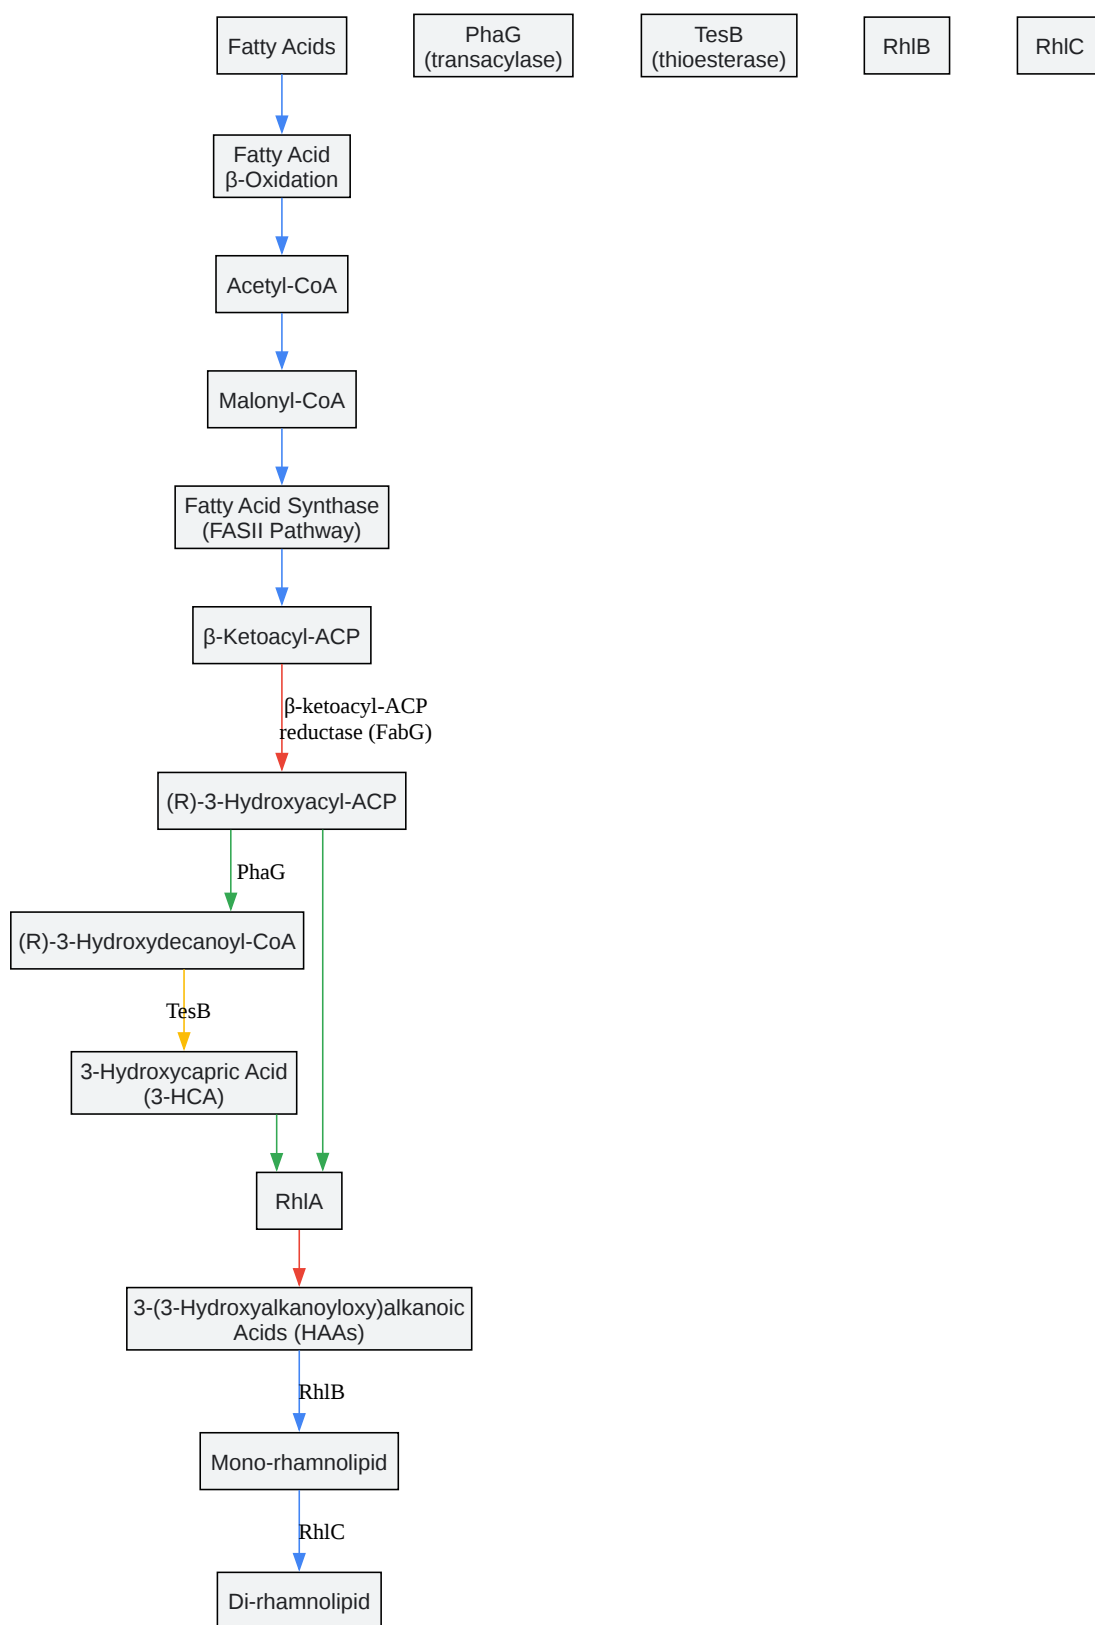 Fatty Acids
PhaG
(transacylase)
TesB
(thioesterase)
RhlB
RhlC
Fatty Acid
β-Oxidation
Acetyl-CoA
Malonyl-CoA
Fatty Acid Synthase
(FASII Pathway)
β-Ketoacyl-ACP
β-ketoacyl-ACP
reductase (FabG)
(R)-3-Hydroxyacyl-ACP
PhaG
(R)-3-Hydroxydecanoyl-CoA
TesB
3-Hydroxycapric Acid
(3-HCA)
RhlA
3-(3-Hydroxyalkanoyloxy)alkanoic
Acids (HAAs)
RhlB
Mono-rhamnolipid
RhlC
Di-rhamnolipid